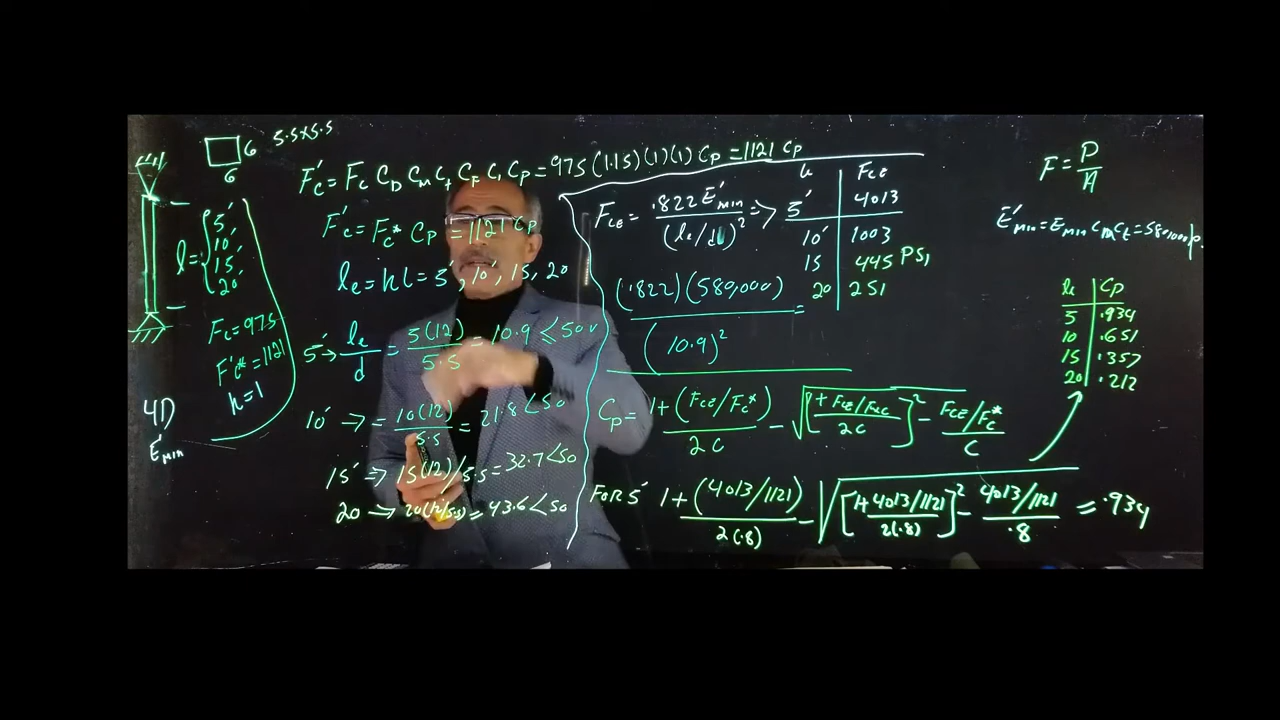 6 5.5x5.5
6
l = 5'
10'
15'
20'
Fc = 975
F'c* = 1121
k=1
4D
E'min
F'c = Fc CD CM Ct CF Ci CP = 975 (1.15)(1)(1) CP = 1121 CP
F'c = Fc* CP = 1121 CP
le = kl = 5', 10', 15, 20
5' → le/d = 5(12)/5.5 = 10.9 ≤ 50 √
10' → = 10(12)/5.5 = 21.8 < 50
15' ⇒ 15(12)/5.5 = 32.7 < 50
20 → 20(12/5.5) = 43.6 < 50
FcE = .822 E'min / (le/d)² ⇒
le FcE
5' 4013
10' 1003
15 445 PSi
20 251
(.822)(580,000) / (10.9)² =
CP = 1+(FcE/Fc*)/2c - √[1+FcE/Fc*/2c]² - FcE/Fc*/c
FOR 5' 1+(4013/1121)/2(.8) - √[1+4013/1121/2(.8)]² - 4013/1121/.8 = .934
F = P/A
E'min = Emin CM Ct = 580,000 p.
le CP
5 .934
10 .651
15 .357
20 .212